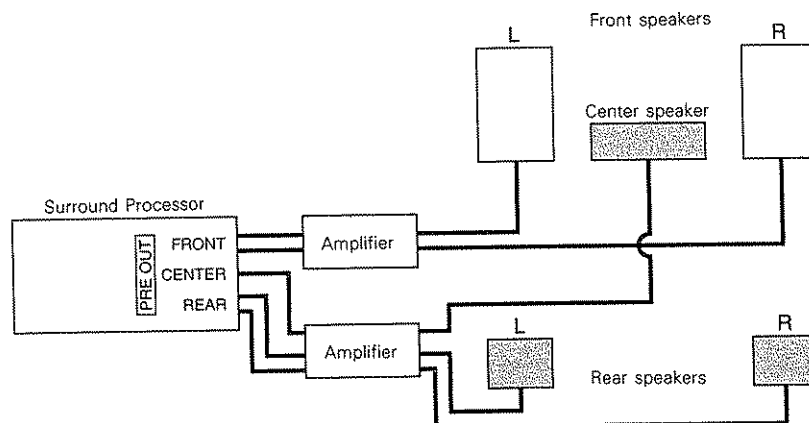 Front speakers
L
R
Center speaker
Surround Processor
PRE OUT
FRONT
CENTER
REAR
Amplifier
Amplifier
L
R
Rear speakers